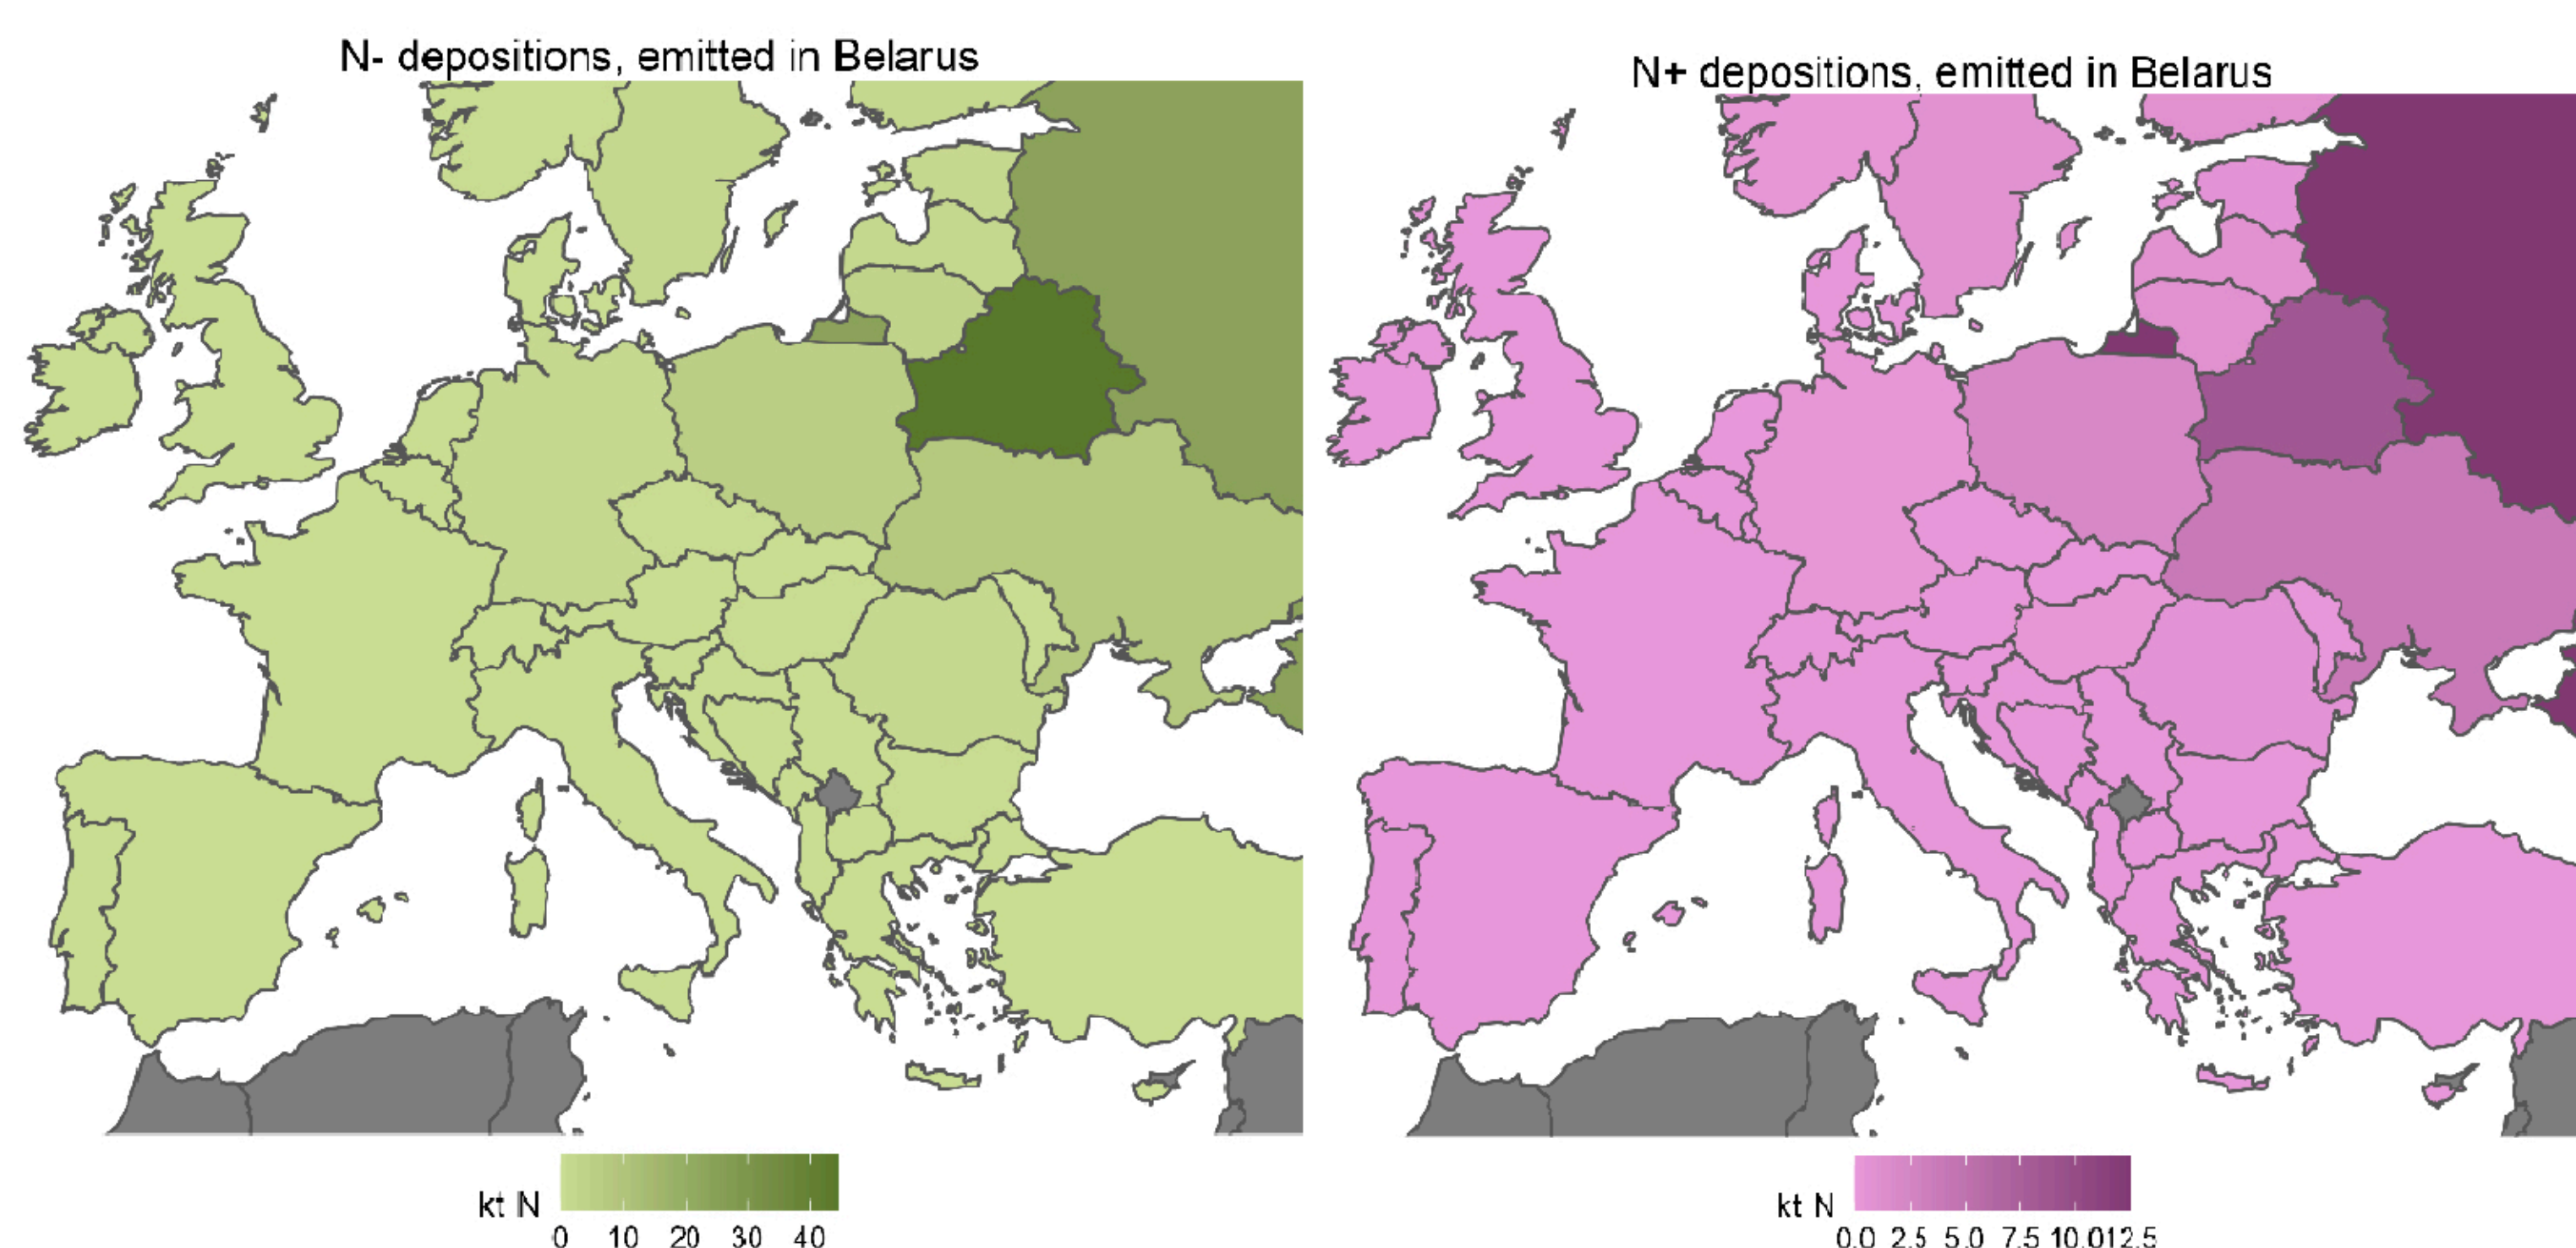 N- depositions, emitted in Belarus
N+ depositions, emitted in Belarus
kt N
0 10 20 30 40
kt N
0.0 2.5 5.0 7.5 10.0 12.5